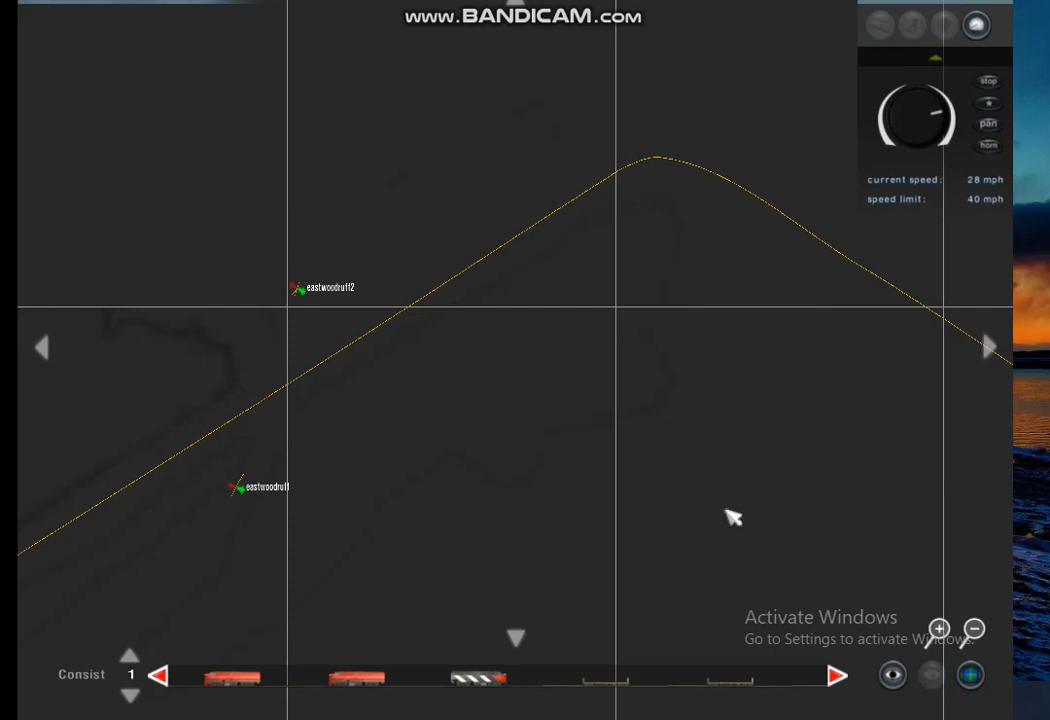 www.BANDICAM.com
stop
pan
horn
current speed: 28 mph
speed limit: 40 mph
eastwoodruff2
eastwoodruff1
Activate Windows
Go to Settings to activate Windows.
Consist 1